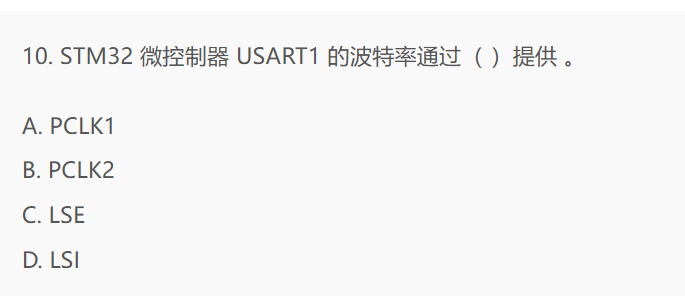 10. STM32 微控制器 USART1 的波特率通过（ ）提供 。
A. PCLK1
B. PCLK2
C. LSE
D. LSI